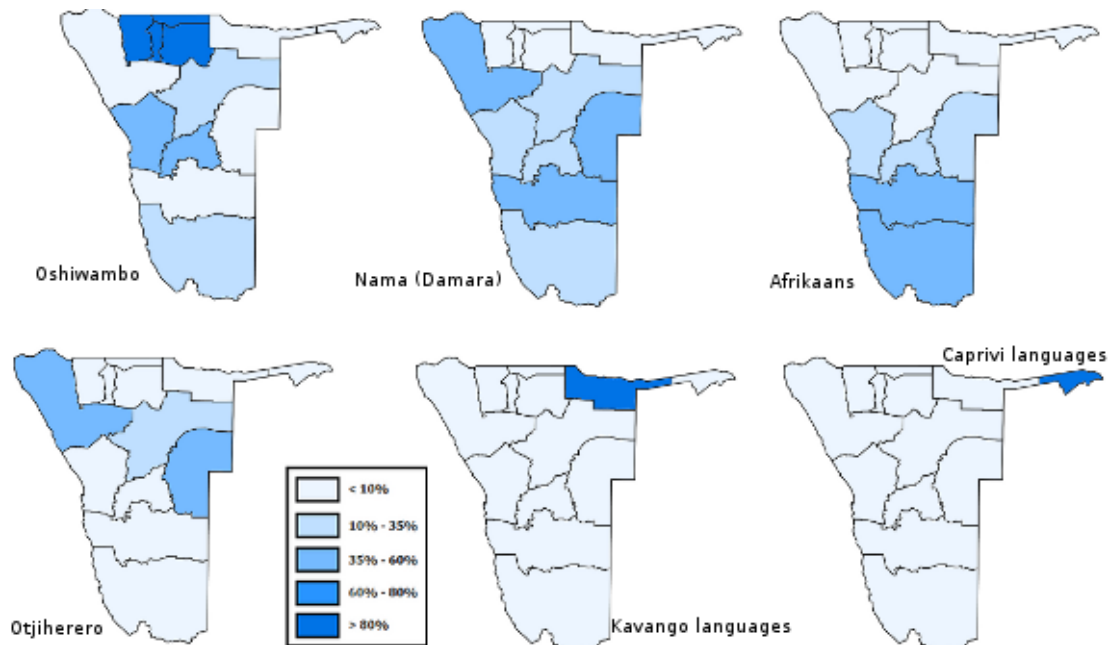 Oshiwambo
Nama (Damara)
Afrikaans
Otjiherero
< 10%
10% - 35%
35% - 60%
60% - 80%
> 80%
Kavango languages
Caprivi languages